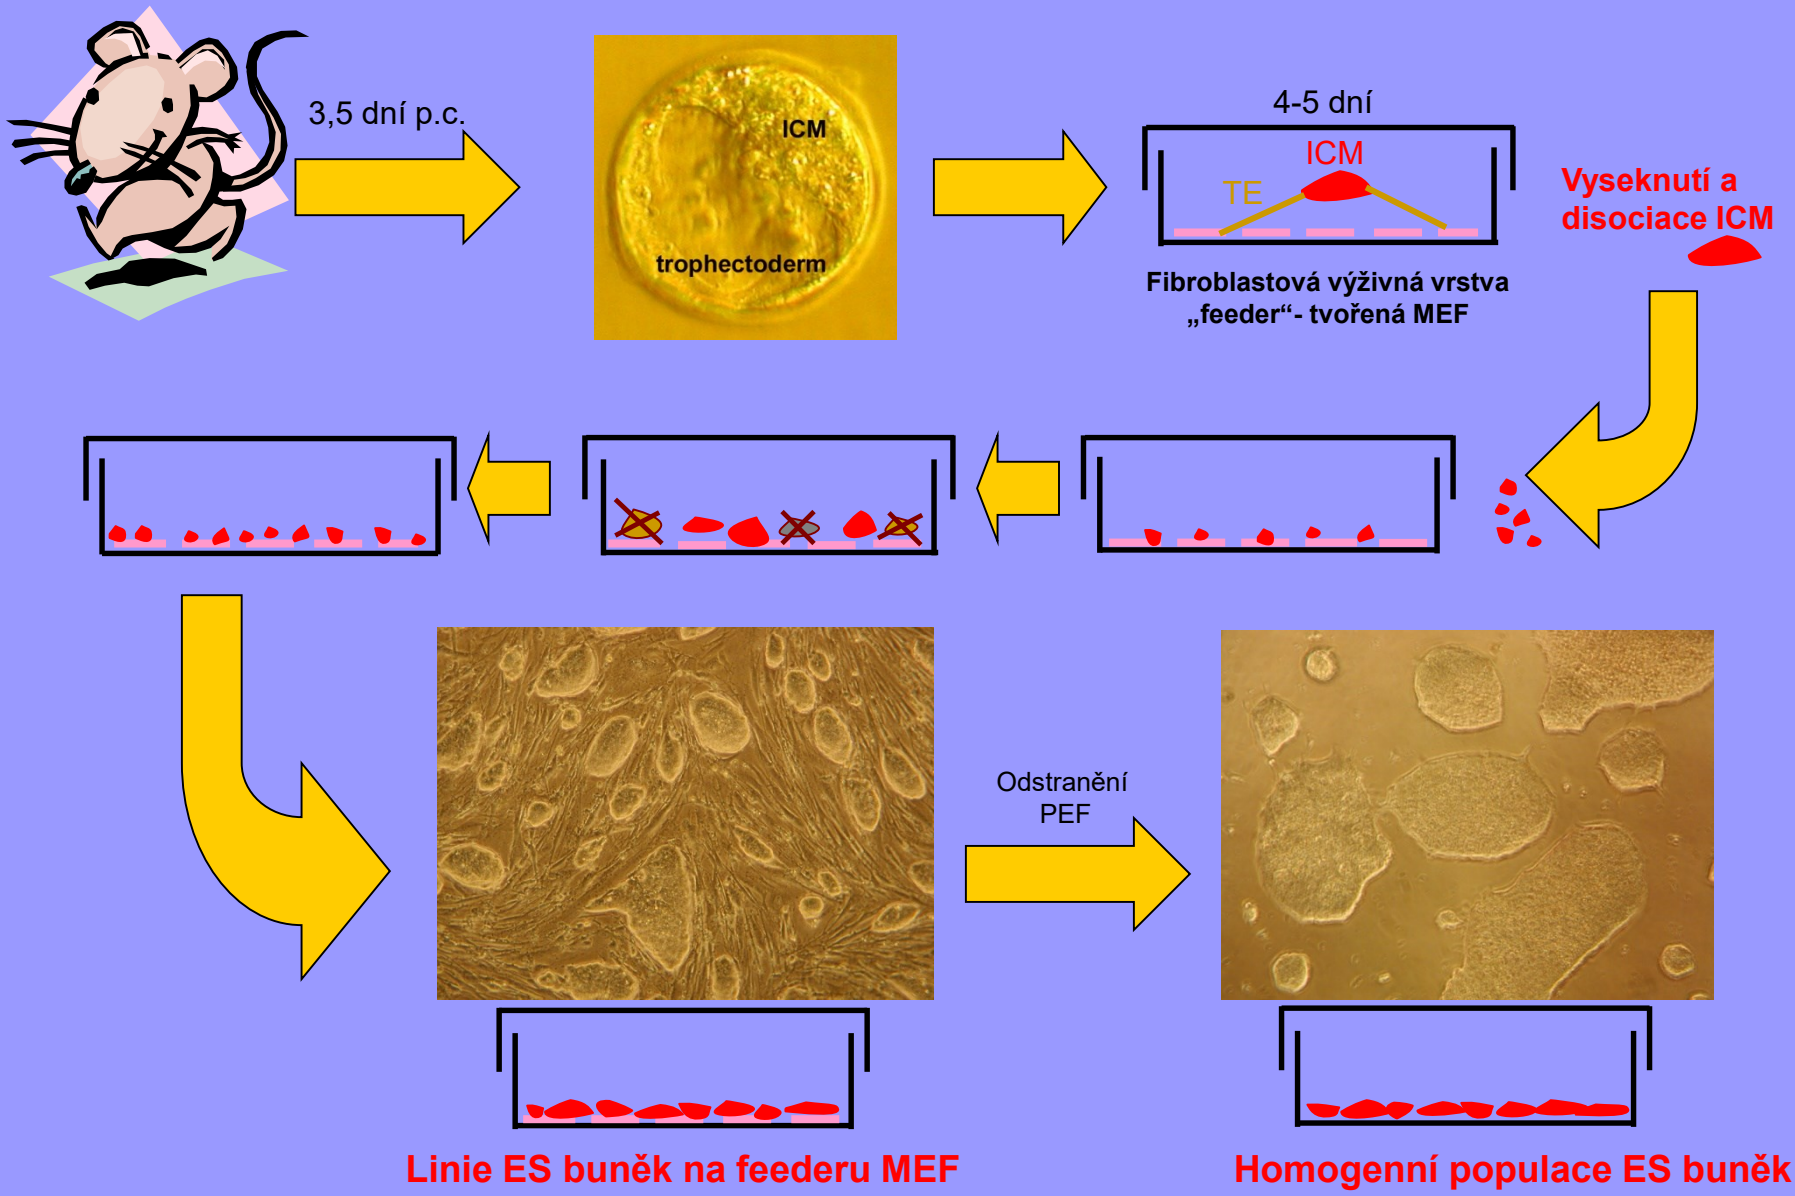 3,5 dní p.c.
ICM
trophectoderm
4-5 dní
ICM
TE
Fibroblastová výživná vrstva
„feeder“- tvořená MEF
Vyseknutí a
disociace ICM
Odstranění
PEF
Linie ES buněk na feederu MEF
Homogenní populace ES buněk